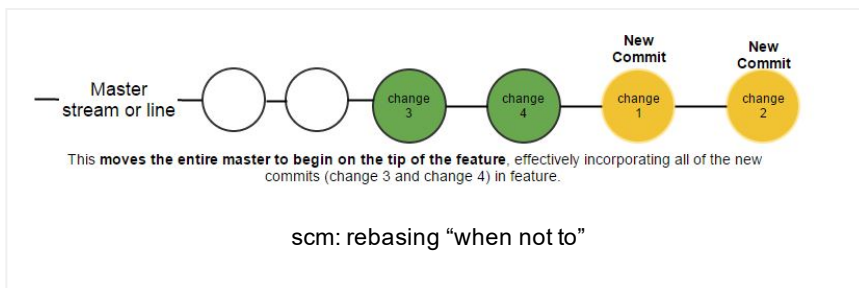 New
Commit
New
Commit
Master
stream or line
change
3
change
4
change
1
change
2
This moves the entire master to begin on the tip of the feature, effectively incorporating all of the new
commits (change 3 and change 4) in feature.
scm: rebasing “when not to”